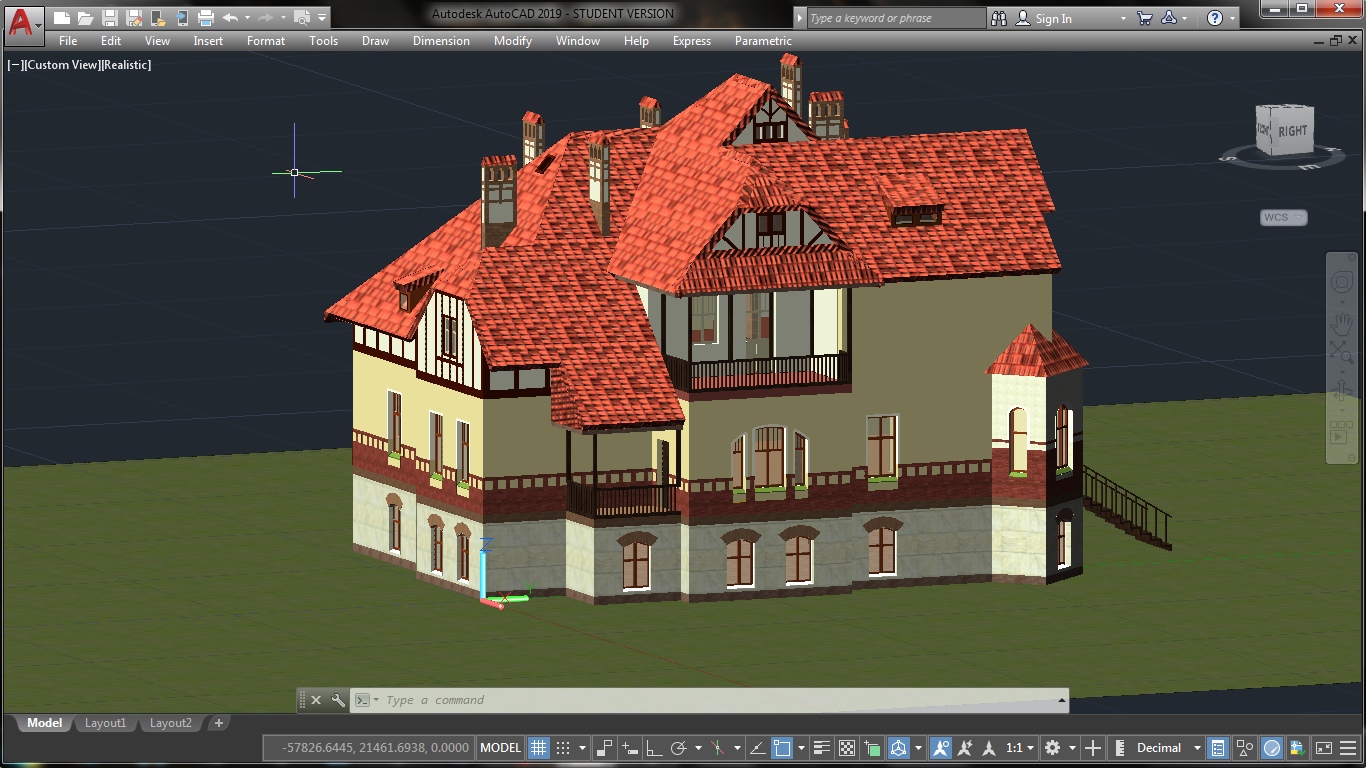 Autodesk AutoCAD 2019 - STUDENT VERSION
Type a keyword or phrase
Sign In
File Edit View Insert Format Tools Draw Dimension Modify Window Help Express Parametric
[−][Custom View][Realistic]
RIGHT
S
E
WCS
Z
X
Type a command
Model Layout1 Layout2 +
-57826.6445, 21461.6938, 0.0000 MODEL 1:1 Decimal